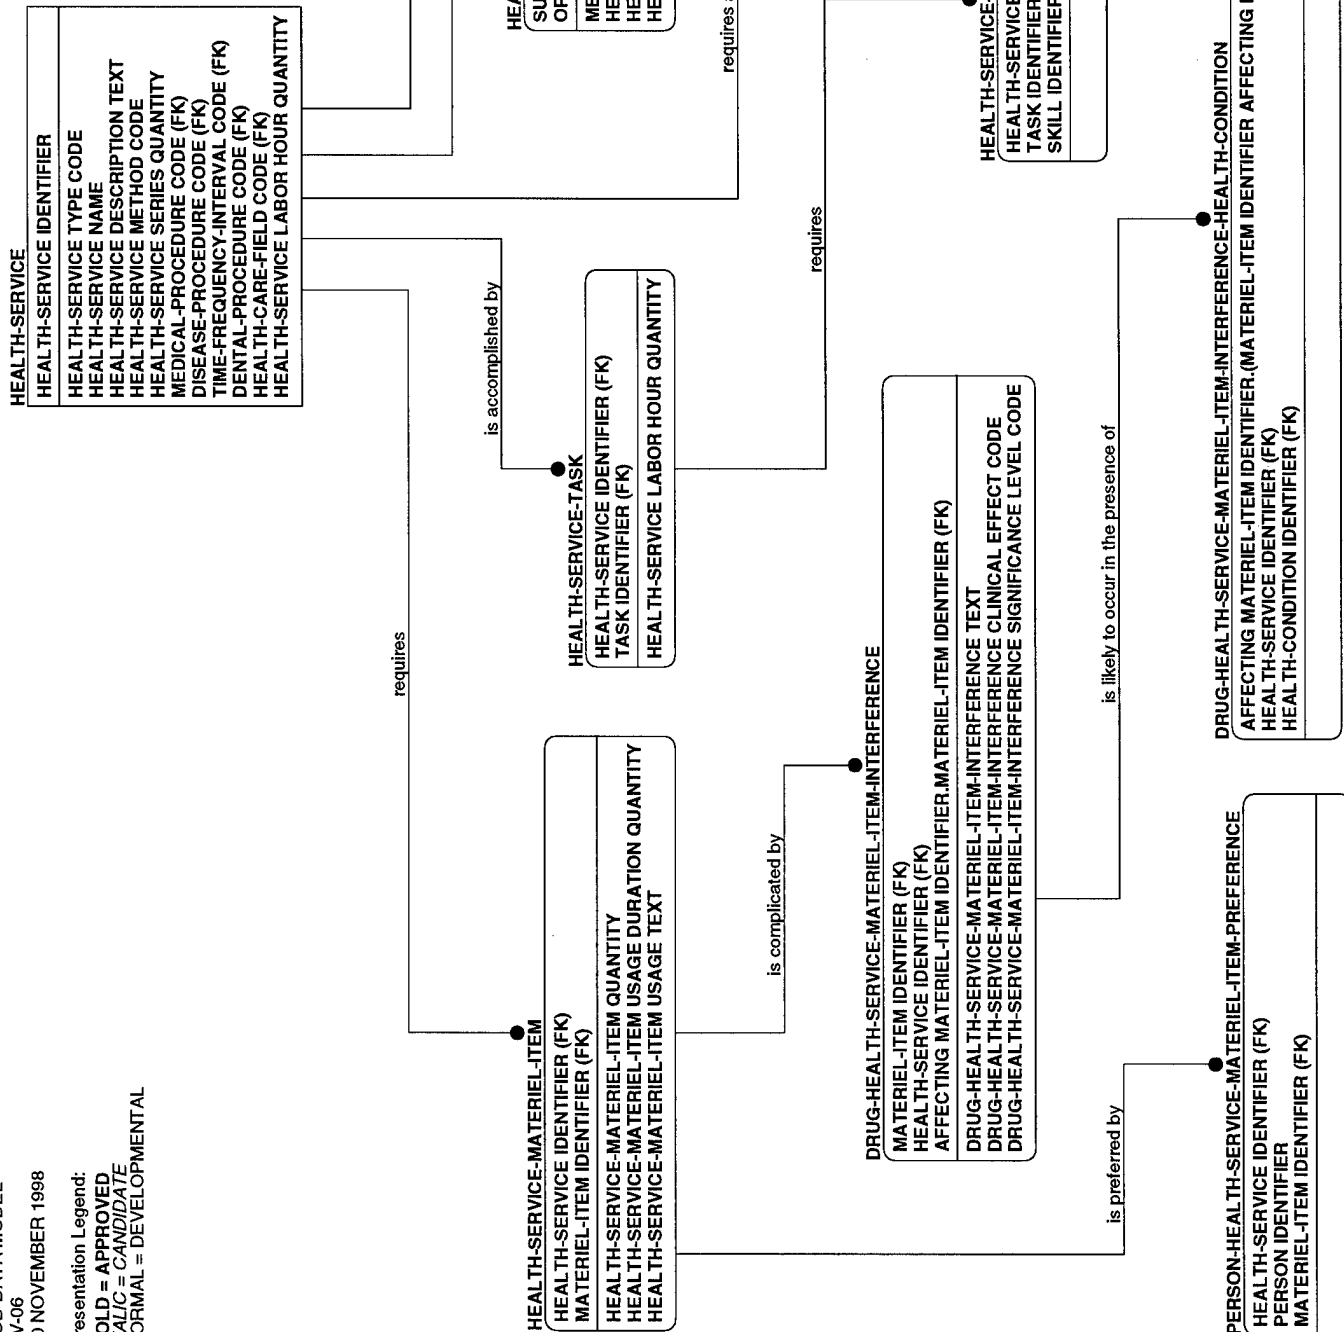 V-06
NOVEMBER 1998
Legend:
= APPROVED
= CANDIDATE
= DEVELOPMENTAL
HEALTH-SERVICE
HEALTH-SERVICE IDENTIFIER
HEALTH-SERVICE TYPE CODE
HEALTH-SERVICE NAME
HEALTH-SERVICE DESCRIPTION TEXT
HEALTH-SERVICE METHOD CODE
HEALTH-SERVICE SERIES QUANTITY
MEDICAL-PROCEDURE CODE (FK)
DISEASE-PROCEDURE CODE (FK)
TIME-FREQUENCY-INTERVAL CODE (FK)
DENTAL-PROCEDURE CODE (FK)
HEALTH-CARE-FIELD CODE (FK)
HEALTH-SERVICE LABOR HOUR QUANTITY
requires
is accomplished by
requires
HEALTH-SERVICE-MATERIEL-ITEM
HEALTH-SERVICE IDENTIFIER (FK)
MATERIEL-ITEM IDENTIFIER (FK)
HEALTH-SERVICE-MATERIEL-ITEM QUANTITY
HEALTH-SERVICE-MATERIEL-ITEM USAGE DURATION QUANTITY
HEALTH-SERVICE-MATERIEL-ITEM USAGE TEXT
HEALTH-SERVICE-TASK
HEALTH-SERVICE IDENTIFIER (FK)
TASK IDENTIFIER (FK)
HEALTH-SERVICE LABOR HOUR QUANTITY
is complicated by
requires
DRUG-HEALTH-SERVICE-MATERIEL-ITEM-INTERFERENCE
MATERIEL-ITEM IDENTIFIER (FK)
HEALTH-SERVICE IDENTIFIER (FK)
AFFECTING MATERIEL-ITEM IDENTIFIER.MATERIEL-ITEM IDENTIFIER (FK)
DRUG-HEALTH-SERVICE-MATERIEL-ITEM-INTERFERENCE TEXT
DRUG-HEALTH-SERVICE-MATERIEL-ITEM-INTERFERENCE CLINICAL EFFECT CODE
DRUG-HEALTH-SERVICE-MATERIEL-ITEM-INTERFERENCE SIGNIFICANCE LEVEL CODE
HEALTH-SERVICE-
HEALTH-SERVICE
TASK IDENTIFIER
SKILL IDENTIFIER
is preferred by
is likely to occur in the presence of
PERSON-HEALTH-SERVICE-MATERIEL-ITEM-PREFERENCE
HEALTH-SERVICE IDENTIFIER (FK)
PERSON IDENTIFIER
MATERIEL-ITEM IDENTIFIER (FK)
DRUG-HEALTH-SERVICE-MATERIEL-ITEM-INTERFERENCE-HEALTH-CONDITION
AFFECTING MATERIEL-ITEM IDENTIFIER.(MATERIEL-ITEM IDENTIFIER AFFECTING
HEALTH-SERVICE IDENTIFIER (FK)
HEALTH-CONDITION IDENTIFIER (FK)